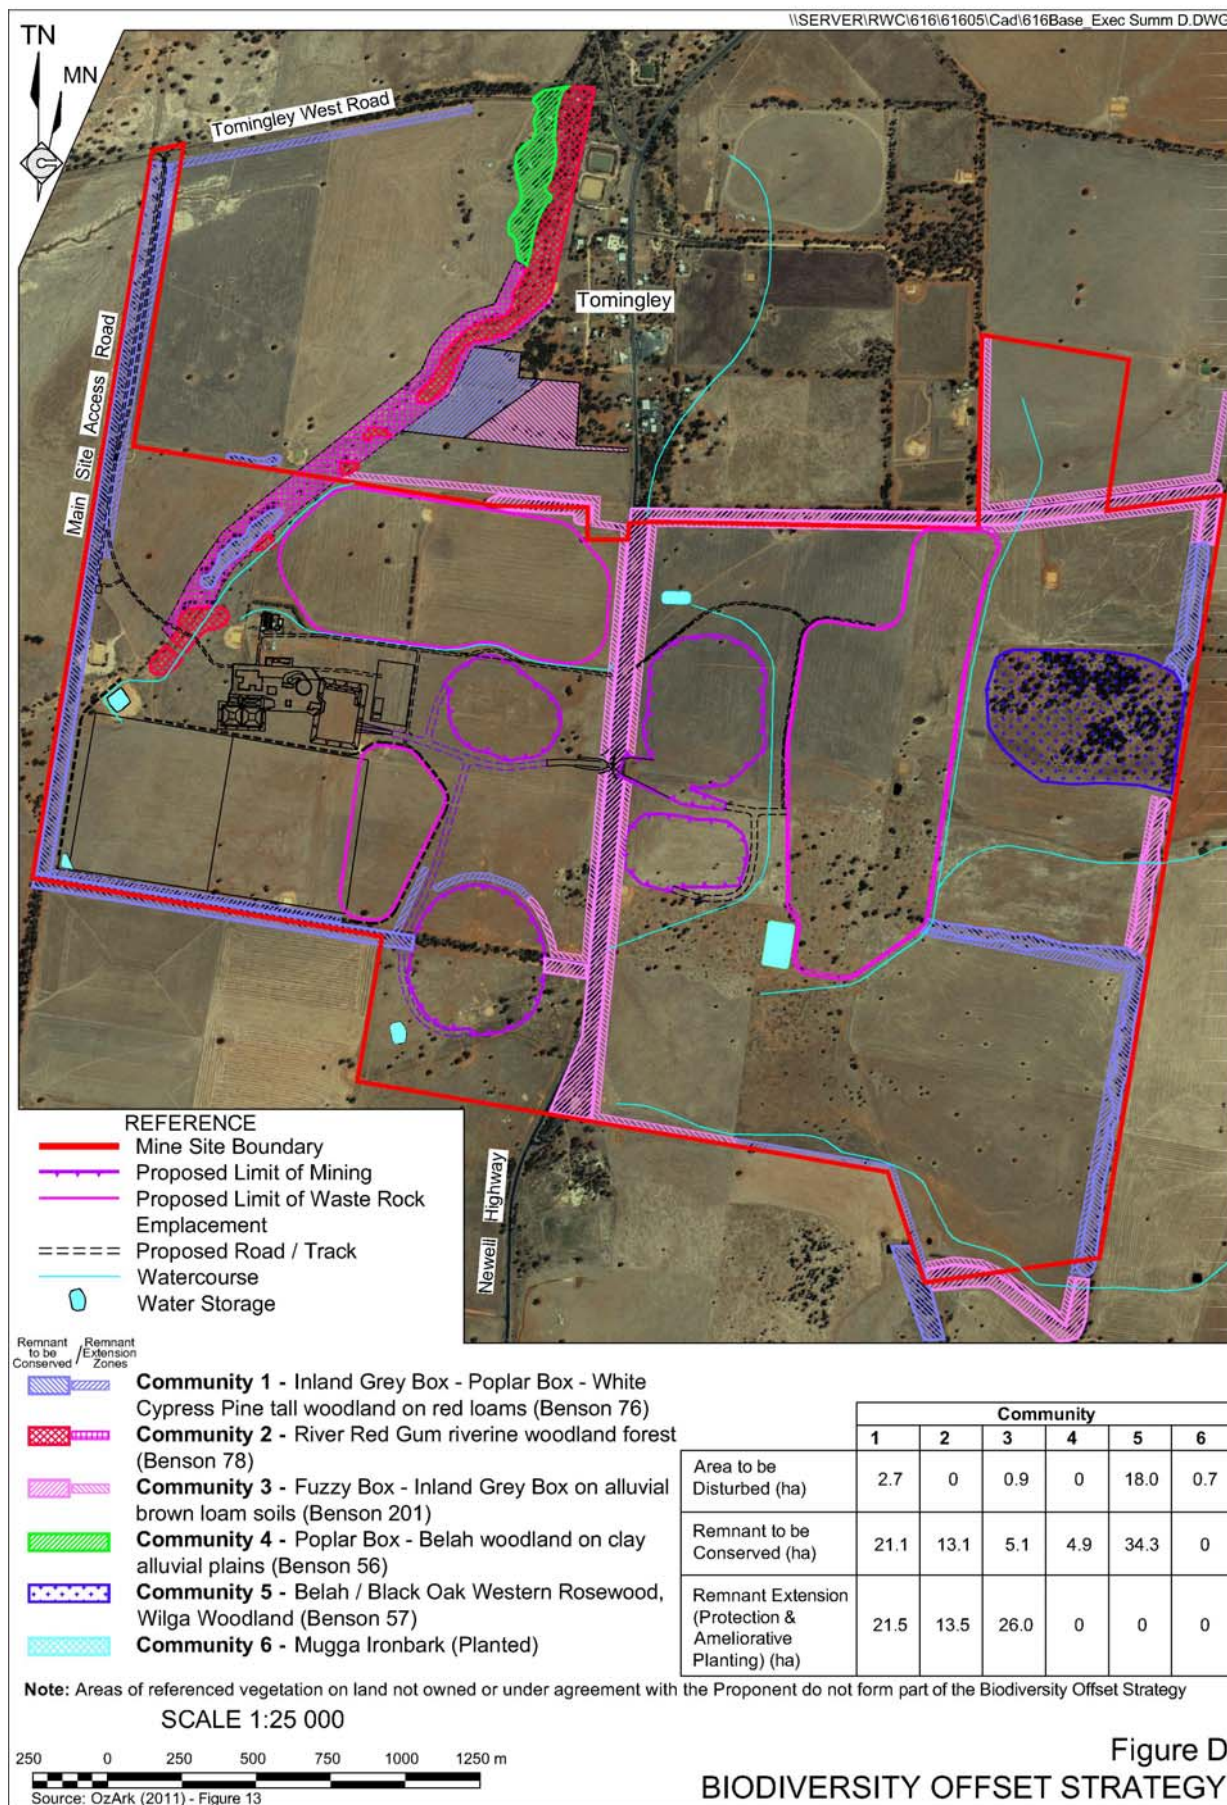 \\SERVER\RWC\616\61605\Cad\616Base_Exec Summ D.DWG
TN
MN
Tomingley West Road
Tomingley
Main Site Access Road
Newell Highway
REFERENCE
Mine Site Boundary
Proposed Limit of Mining
Proposed Limit of Waste Rock
Emplacement
Proposed Road / Track
Watercourse
Water Storage
Remnant to be Conserved / Remnant Extension Zones
Community 1 - Inland Grey Box - Poplar Box - White
Cypress Pine tall woodland on red loams (Benson 76)
Community 2 - River Red Gum riverine woodland forest
(Benson 78)
Community 3 - Fuzzy Box - Inland Grey Box on alluvial
brown loam soils (Benson 201)
Community 4 - Poplar Box - Belah woodland on clay
alluvial plains (Benson 56)
Community 5 - Belah / Black Oak Western Rosewood,
Wilga Woodland (Benson 57)
Community 6 - Mugga Ironbark (Planted)
Community
1 2 3 4 5 6
Area to be
Disturbed (ha) 2.7 0 0.9 0 18.0 0.7
Remnant to be
Conserved (ha) 21.1 13.1 5.1 4.9 34.3 0
Remnant Extension
(Protection &
Ameliorative
Planting) (ha) 21.5 13.5 26.0 0 0 0
Note: Areas of referenced vegetation on land not owned or under agreement with the Proponent do not form part of the Biodiversity Offset Strategy
SCALE 1:25 000
250 0 250 500 750 1000 1250 m
Source: OzArk (2011) - Figure 13
Figure D
BIODIVERSITY OFFSET STRATEGY